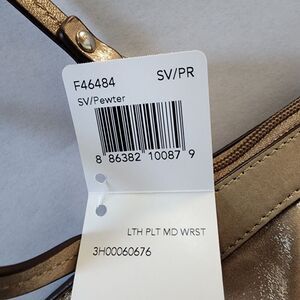 F46484 SV/PR
SV/Pewter
8 86382 10087 9
LTH PLT MD WRST
3H00060676